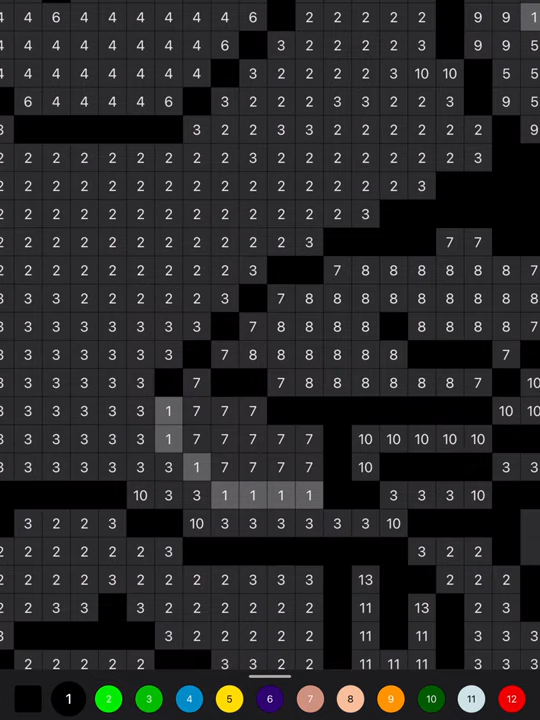 4 4 6 4 4 4 4 4 4 6 2 2 2 2 2 9 9 1
4 4 4 4 4 4 4 4 6 3 2 2 2 2 3 9 9 5
4 4 4 4 4 4 4 4 3 2 2 2 2 3 10 10 5 5
6 4 4 4 4 6 3 2 2 2 3 3 2 2 3 9 5
3 3 2 2 3 3 2 2 2 2 2 2 9
2 2 2 2 2 2 2 2 2 3 2 2 2 2 2 2 2 3
2 2 2 2 2 2 2 2 2 2 2 2 2 2 2 3
2 2 2 2 2 2 2 2 2 2 2 2 2 3
2 2 2 2 2 2 2 2 2 2 2 3 7 7
2 2 2 2 2 2 2 2 2 3 7 8 8 8 8 8 8 7
3 3 3 2 2 2 2 2 3 7 8 8 8 8 8 8 8 8 8
3 3 3 3 3 3 3 3 7 8 8 8 8 8 8 8 8 7
3 3 3 3 3 3 3 7 8 8 8 8 8 8 7
3 3 3 3 3 3 7 7 8 8 8 8 8 8 7 10
3 3 3 3 3 3 1 7 7 7 10 10
3 3 3 3 3 3 1 7 7 7 7 7 10 10 10 10 10
3 3 3 3 3 3 3 1 7 7 7 7 10 3 3
10 3 3 1 1 1 1 3 3 3 10
3 2 2 3 10 3 3 3 3 3 3 10
2 2 2 2 2 2 3 3 2 2
2 2 2 2 3 2 2 2 2 3 3 3 13 2 2 2
2 2 3 3 3 2 2 2 2 2 2 11 13 2 3
3 3 2 2 2 2 2 11 11 3 3 3
2 2 2 2 2 3 3 2 2 11 11 11 3 3 3
1 2 3 4 5 6 7 8 9 10 11 12